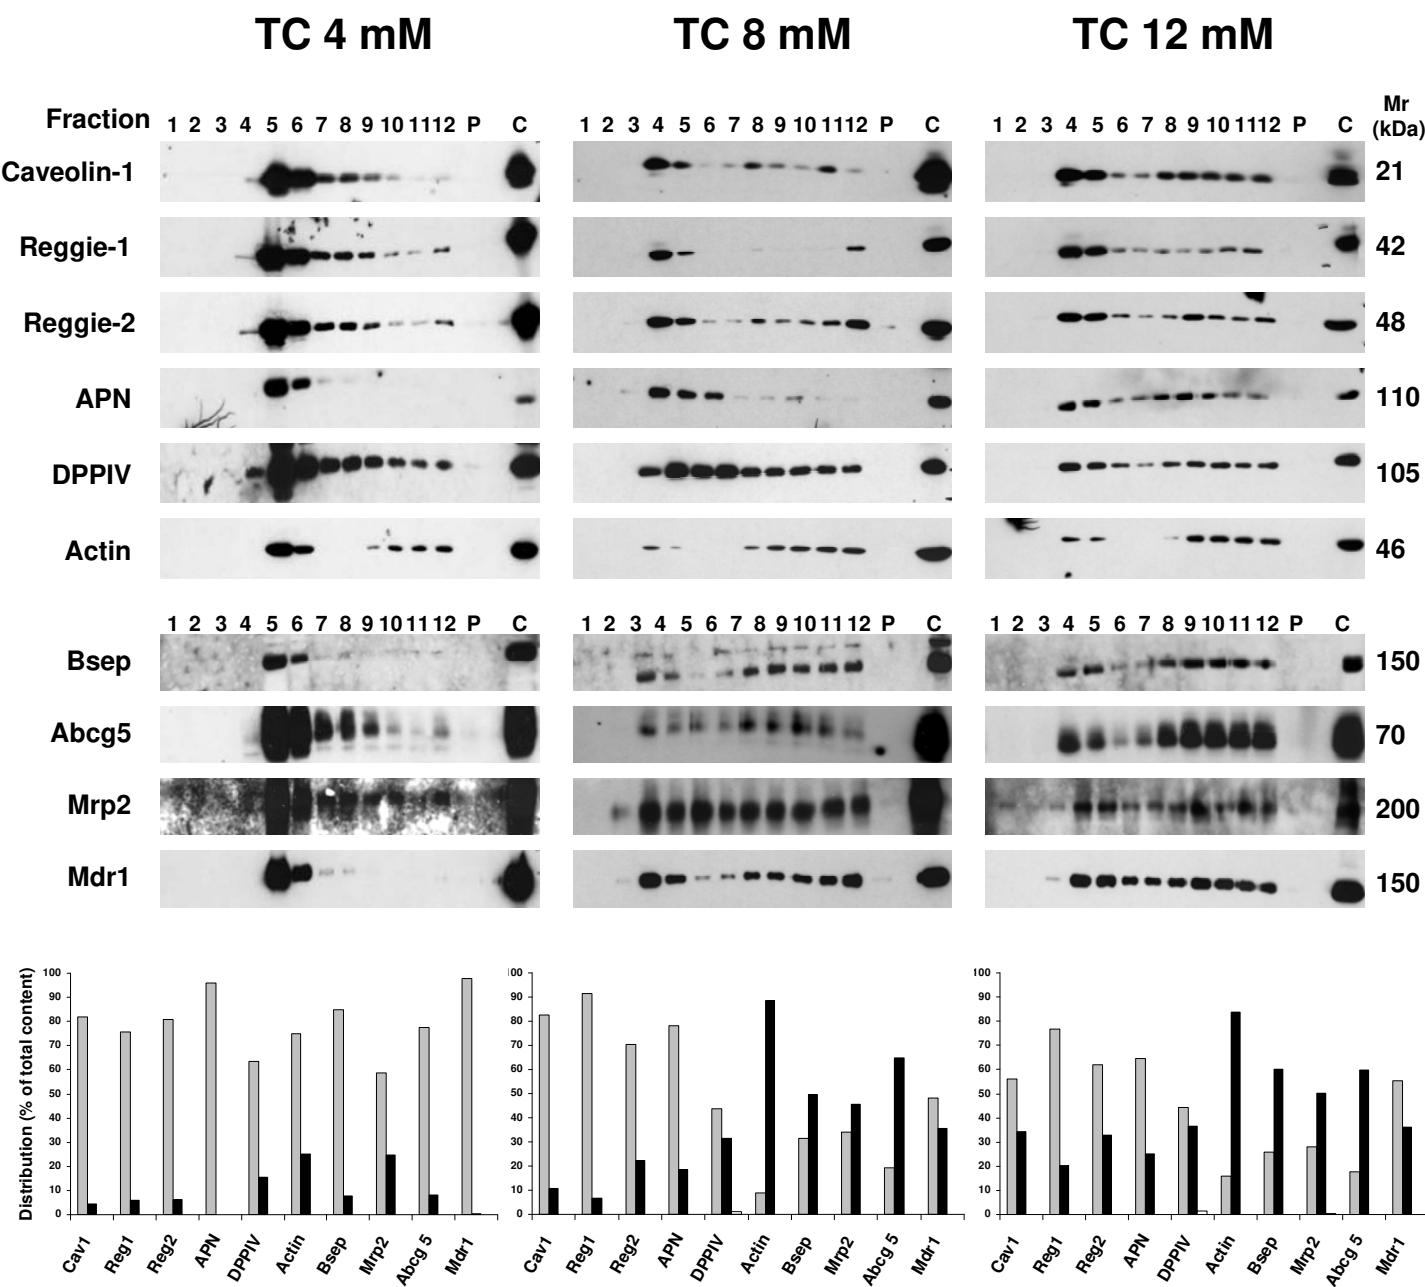 TC 4 mM TC 8 mM TC 12 mM
Mr
(kDa)
Fraction 1 2 3 4 5 6 7 8 9 10 11 12 P C 1 2 3 4 5 6 7 8 9 10 11 12 P C 1 2 3 4 5 6 7 8 9 10 11 12 P C
Caveolin-1 21
Reggie-1 42
Reggie-2 48
APN 110
DPPIV 105
Actin 46
1 2 3 4 5 6 7 8 9 10 11 12 P C 1 2 3 4 5 6 7 8 9 10 11 12 P C 1 2 3 4 5 6 7 8 9 10 11 12 P C
Bsep 150
Abcg5 70
Mrp2 200
Mdr1 150
Distribution (% of total content)
100 100 100
90 90 90
80 80 80
70 70 70
60 60 60
50 50 50
40 40 40
30 30 30
20 20 20
10 10 10
0 0 0
Cav1 Reg1 Reg2 APN DPPIV Actin Bsep Mrp2 Abcg 5 Mdr1 Cav1 Reg1 Reg2 APN DPPIV Actin Bsep Mrp2 Abcg 5 Mdr1 Cav1 Reg1 Reg2 APN DPPIV Actin Bsep Mrp2 Abcg 5 Mdr1